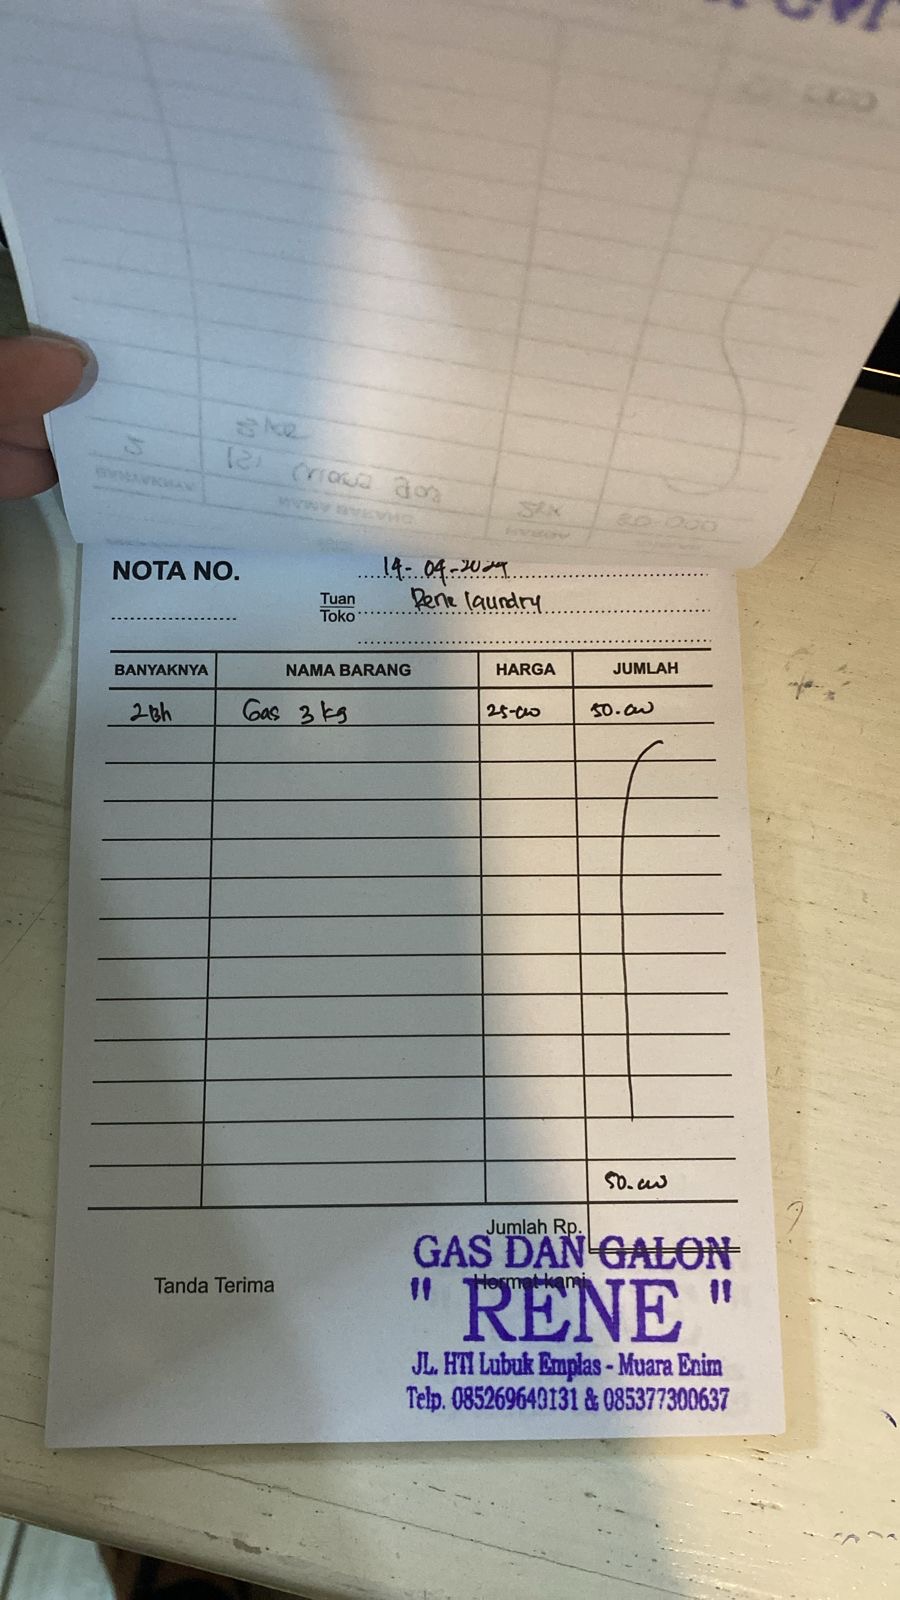 NOTA NO.
14-04-2024
Tuan
Toko
Rene laundry
BANYAKNYA NAMA BARANG HARGA JUMLAH
2 Bh Gas 3 kg 25.000 50.000
50.000
Jumlah Rp.
GAS DAN GALON
Tanda Terima Hormat kami
" RENE "
JL. HTI Lubuk Emplas - Muara Enim
Telp. 085269640131 & 085377300637